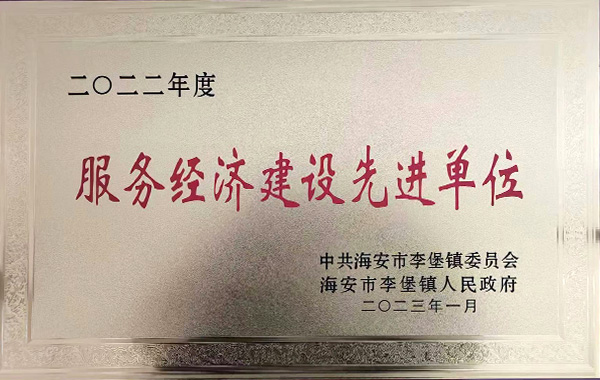 二〇二二年度
服务经济建设先进单位
中共海安市李堡镇委员会
海安市李堡镇人民政府
二〇二三年一月